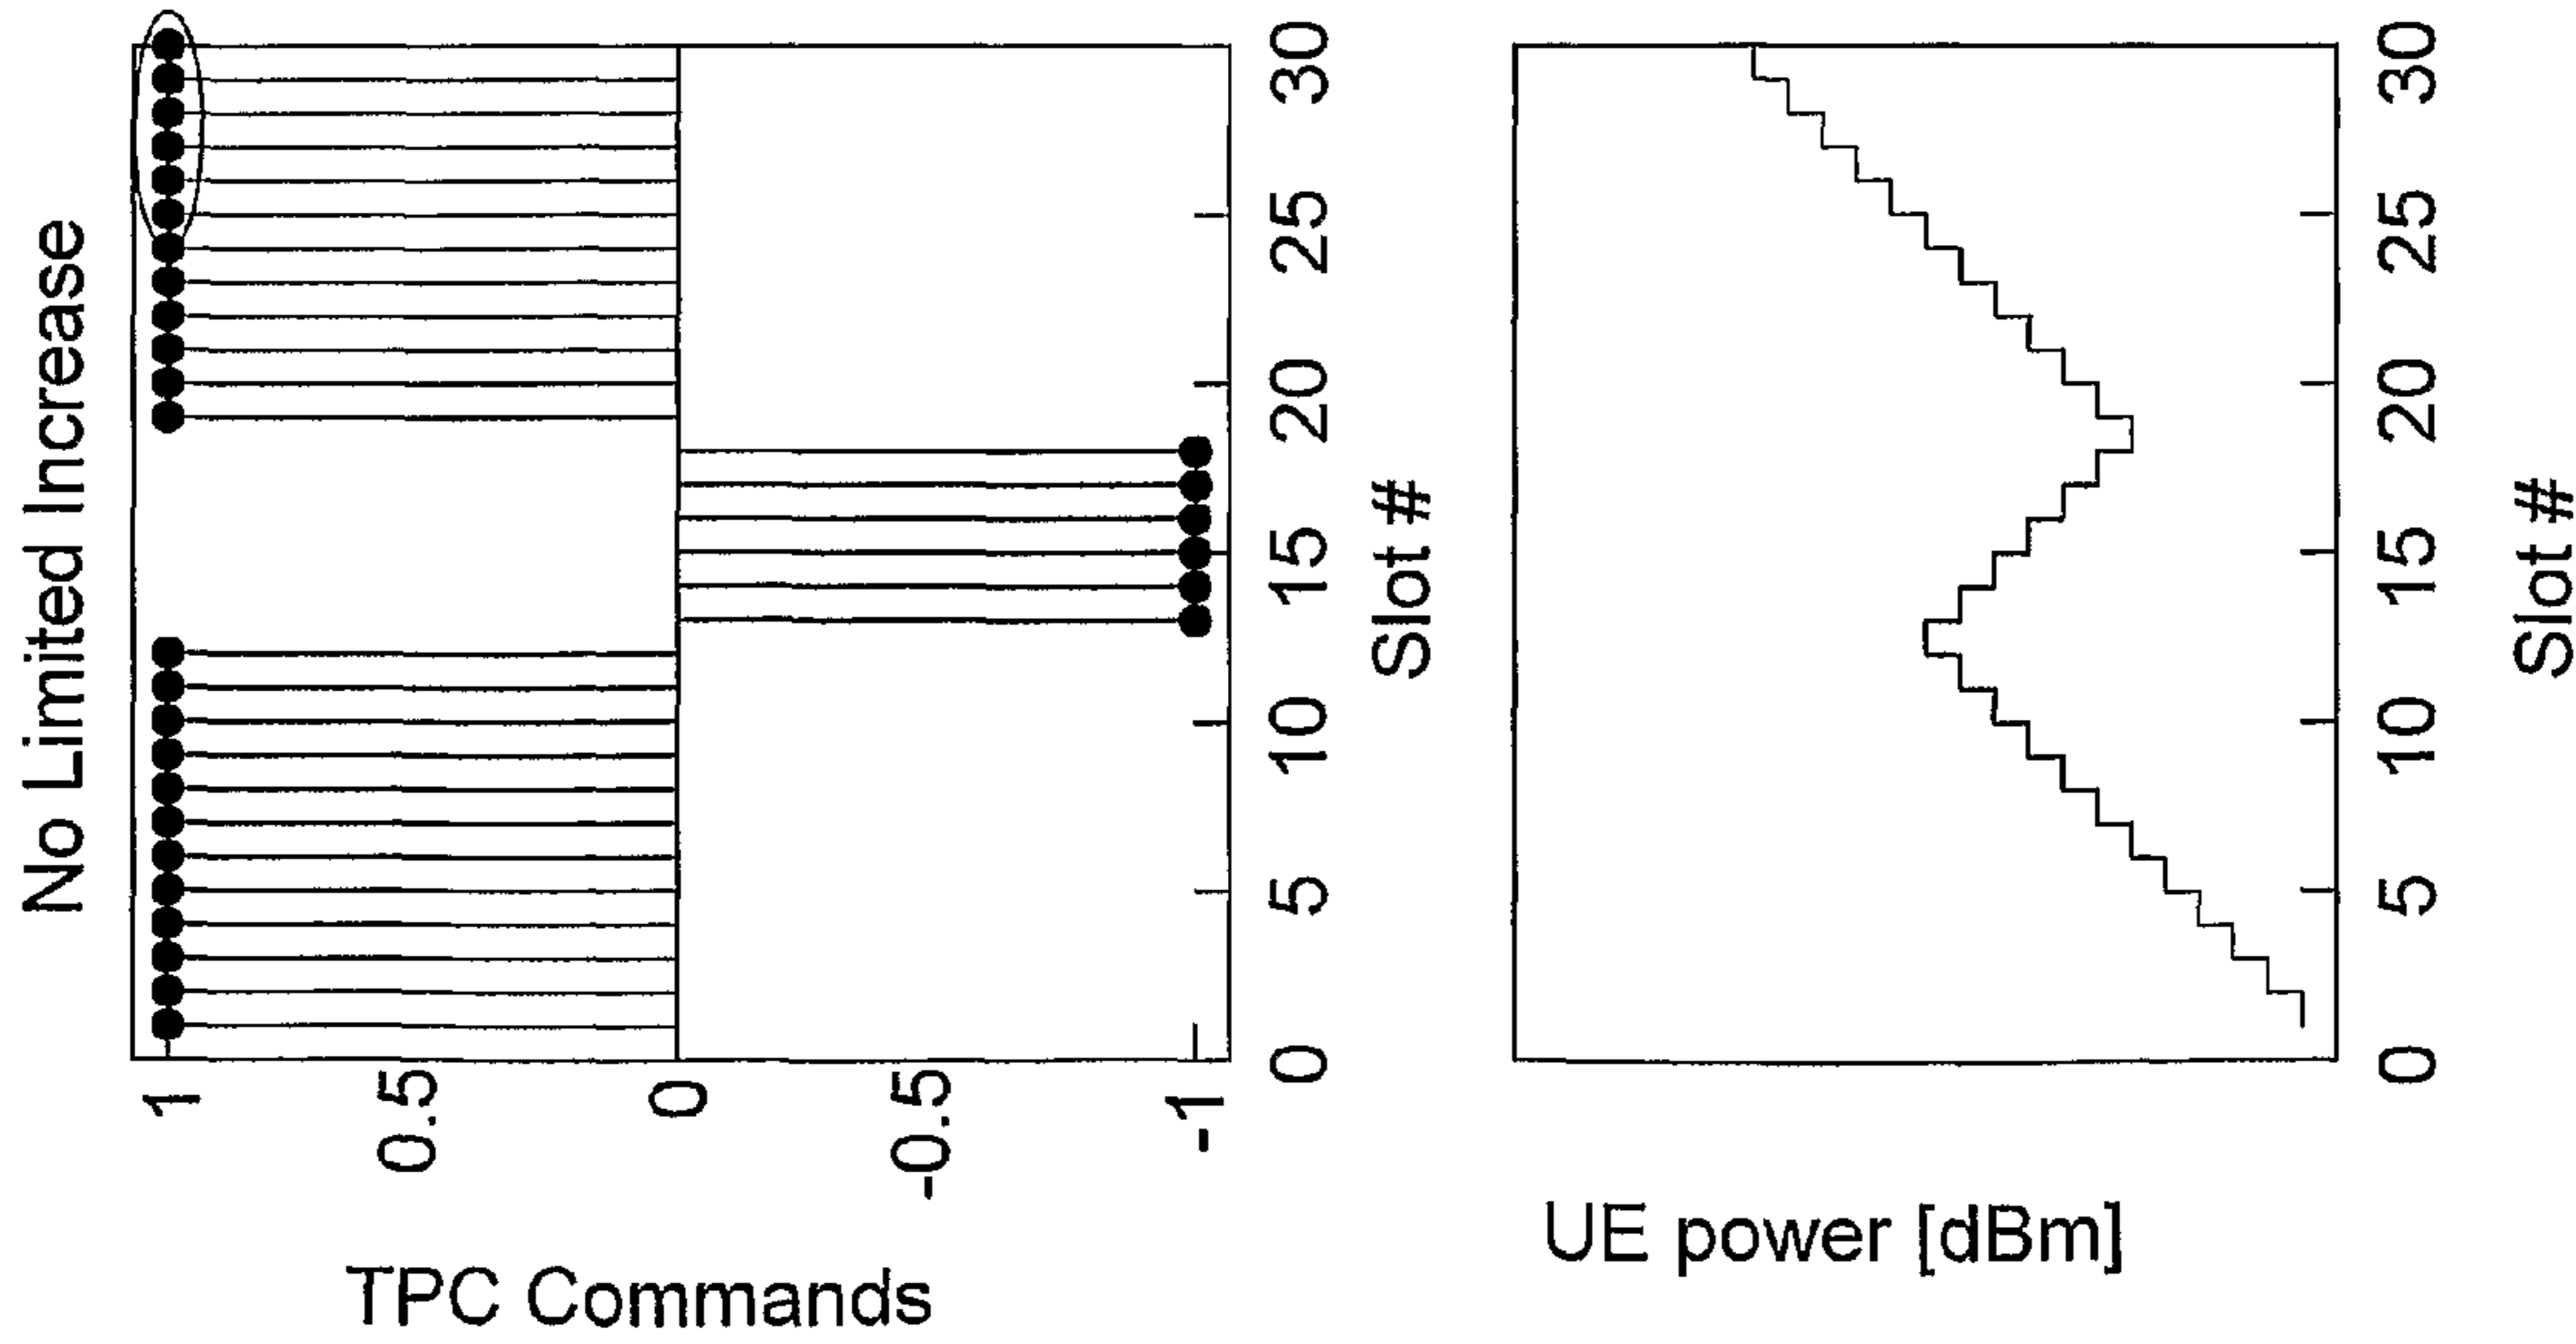 No Limited Increase
TPC Commands
1
0.5
0
-0.5
-1
0 5 10 15 20 25 30
Slot #
UE power [dBm]
0 5 10 15 20 25 30
Slot #